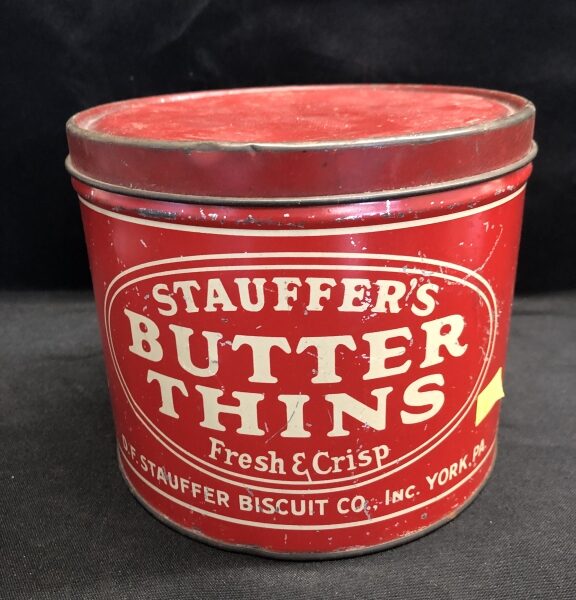 STAUFFER'S
BUTTER
THINS
Fresh & Crisp
D.F. STAUFFER BISCUIT CO., INC. YORK, PA.